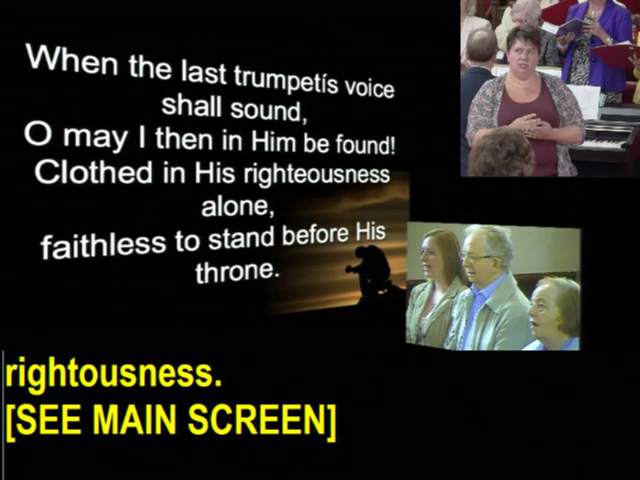 When the last trumpetís voice
shall sound,
O may I then in Him be found!
Clothed in His righteousness
alone,
faithless to stand before His
throne.
rightousness.
[SEE MAIN SCREEN]